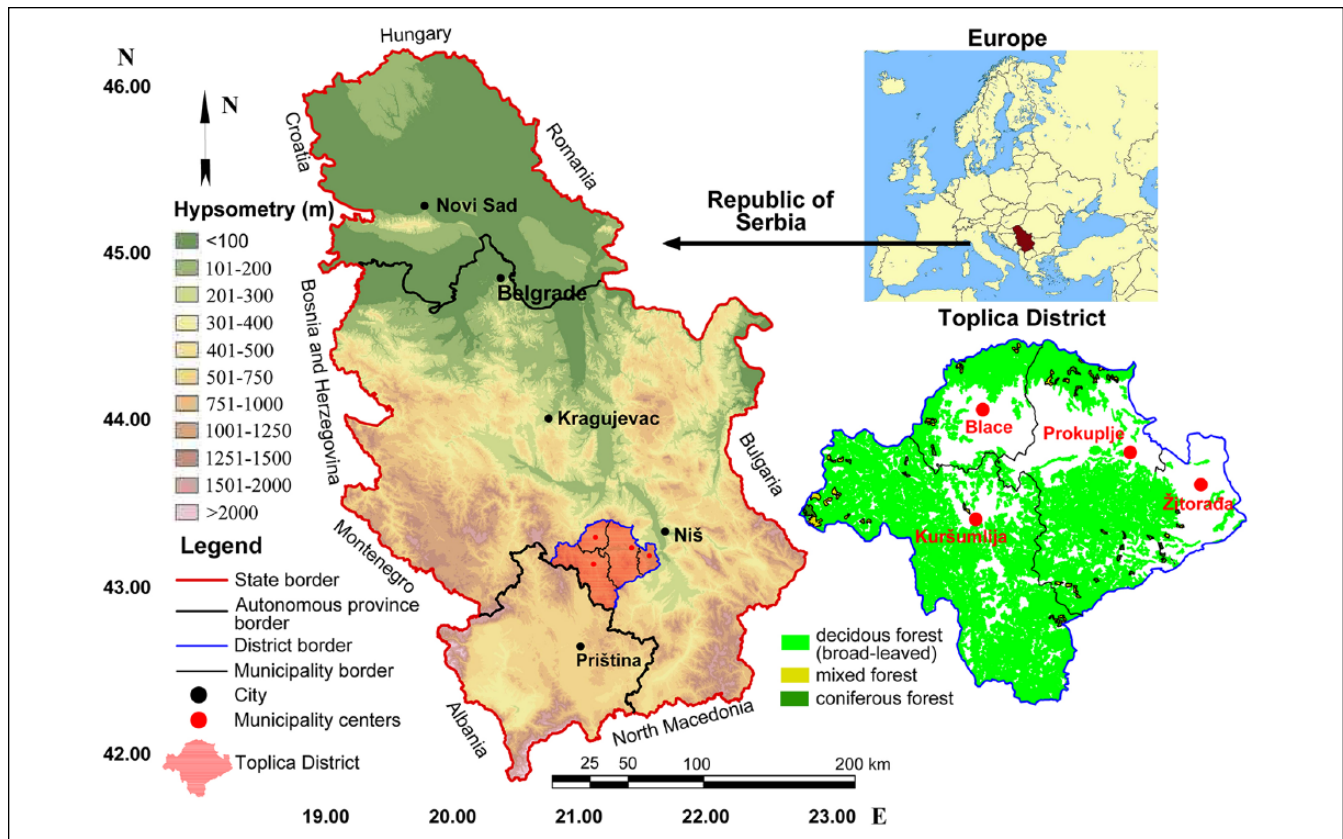 Hungary
N
46.00
N
Croatia
Romania
Hypsometry (m)
<100
101-200
201-300
301-400
401-500
501-750
751-1000
1001-1250
1251-1500
1501-2000
>2000
45.00
44.00
43.00
42.00
Bosnia and Herzegovina
Montenegro
Albania
North Macedonia
Bulgaria
Novi Sad
Belgrade
Kragujevac
Niš
Priština
Legend
State border
Autonomous province
border
District border
Municipality border
City
Municipality centers
Toplica District
25 50 100 200 km
19.00 20.00 21.00 22.00 23.00 E
Europe
Republic of
Serbia
Toplica District
Blace
Prokuplje
Žitorađa
Kuršumlija
decidous forest
(broad-leaved)
mixed forest
coniferous forest